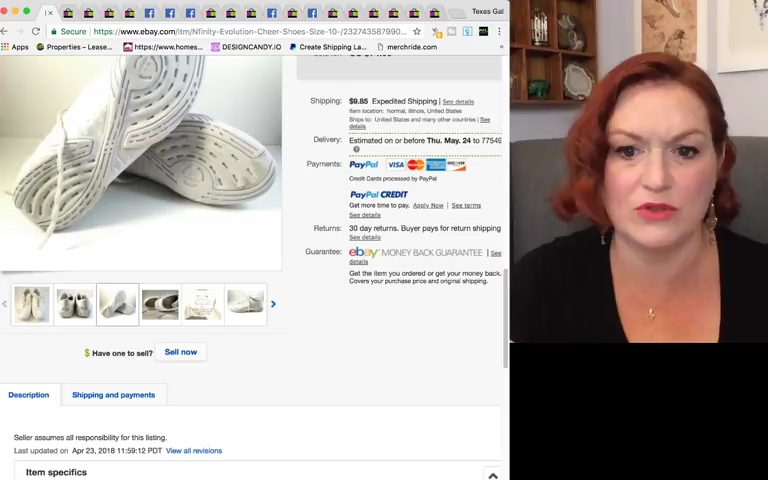 Texas Gal
Secure https://www.ebay.com/itm/Nfinity-Evolution-Cheer-Shoes-Size-10-/232743587990...
Apps Properties – Lease... https://www.homes... DESIGNCANDY.IO Create Shipping La... merchride.com
Shipping: $9.85 Expedited Shipping | See details
Item location: Normal, Illinois, United States
Ships to: United States and many other countries | See
details
Delivery: Estimated on or before Thu. May. 24 to 77549
Payments: PayPal VISA MasterCard AMERICAN EXPRESS DISCOVER
Credit Cards processed by PayPal
PayPal CREDIT
Get more time to pay. Apply Now | See terms
See details
Returns: 30 day returns. Buyer pays for return shipping
See details
Guarantee: ebay MONEY BACK GUARANTEE | See
details
Get the item you ordered or get your money back.
Covers your purchase price and original shipping.
$ Have one to sell? Sell now
Description Shipping and payments
Seller assumes all responsibility for this listing.
Last updated on Apr 23, 2018 11:59:12 PDT View all revisions
Item specifics